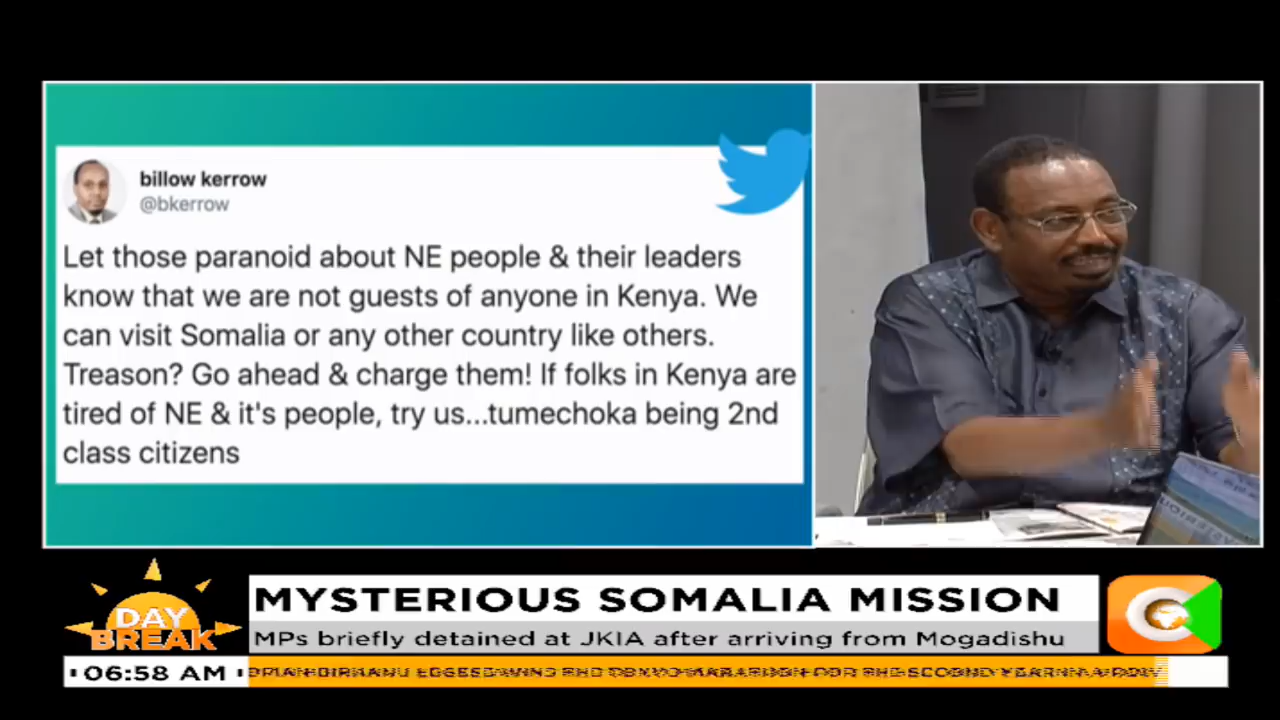 billow kerrow
@bkerrow
Let those paranoid about NE people & their leaders
know that we are not guests of anyone in Kenya. We
can visit Somalia or any other country like others.
Treason? Go ahead & charge them! If folks in Kenya are
tired of NE & it's people, try us...tumechoka being 2nd
class citizens
DAY
BREAK
MYSTERIOUS SOMALIA MISSION
MPs briefly detained at JKIA after arriving from Mogadishu
06:58 AM